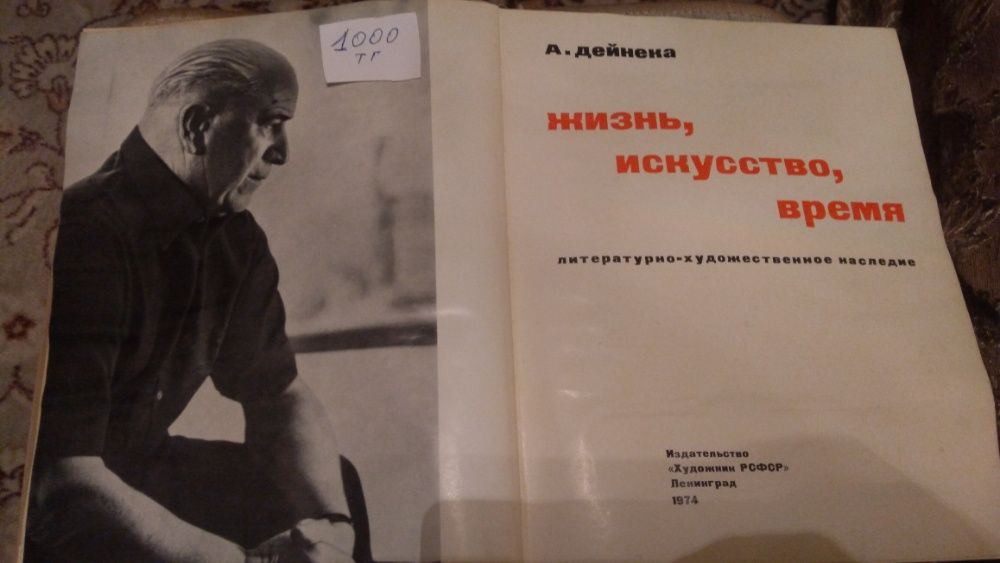 1000
тг
А. дейнека
жизнь,
искусство,
время
литературно-художественное наследие
Издательство
«Художник РСФСР»
Ленинград
1974